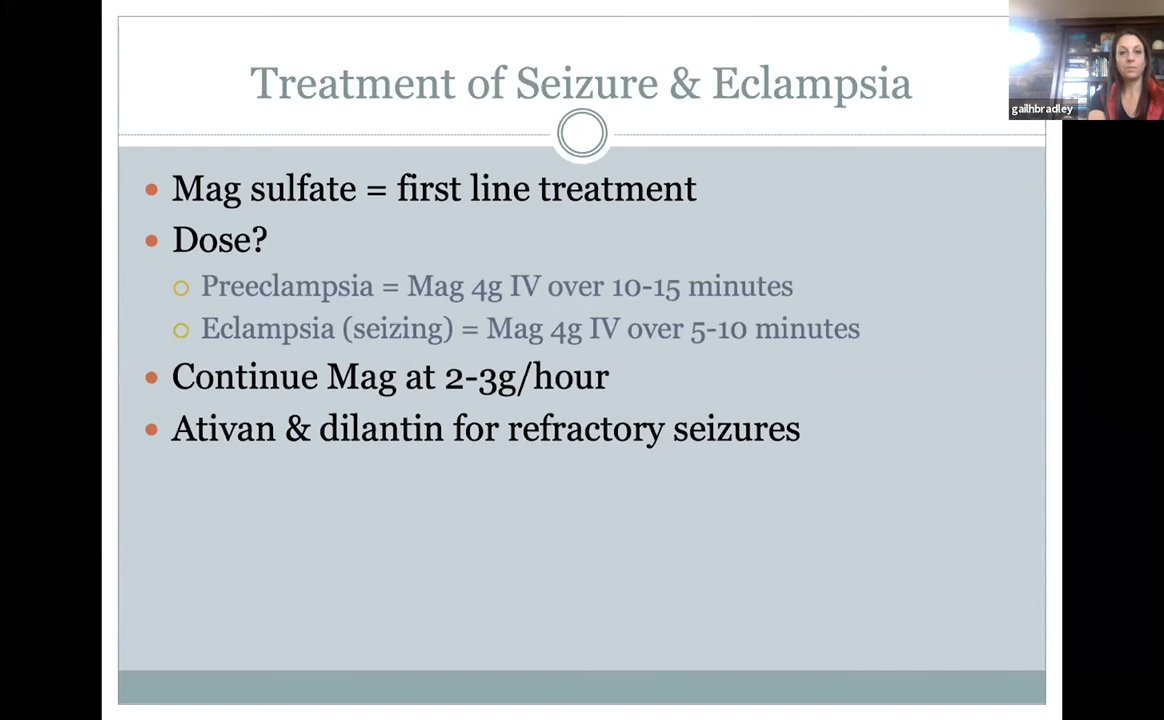 Treatment of Seizure & Eclampsia
gailhbradley
Mag sulfate = first line treatment
Dose?
Preeclampsia = Mag 4g IV over 10-15 minutes
Eclampsia (seizing) = Mag 4g IV over 5-10 minutes
Continue Mag at 2-3g/hour
Ativan & dilantin for refractory seizures